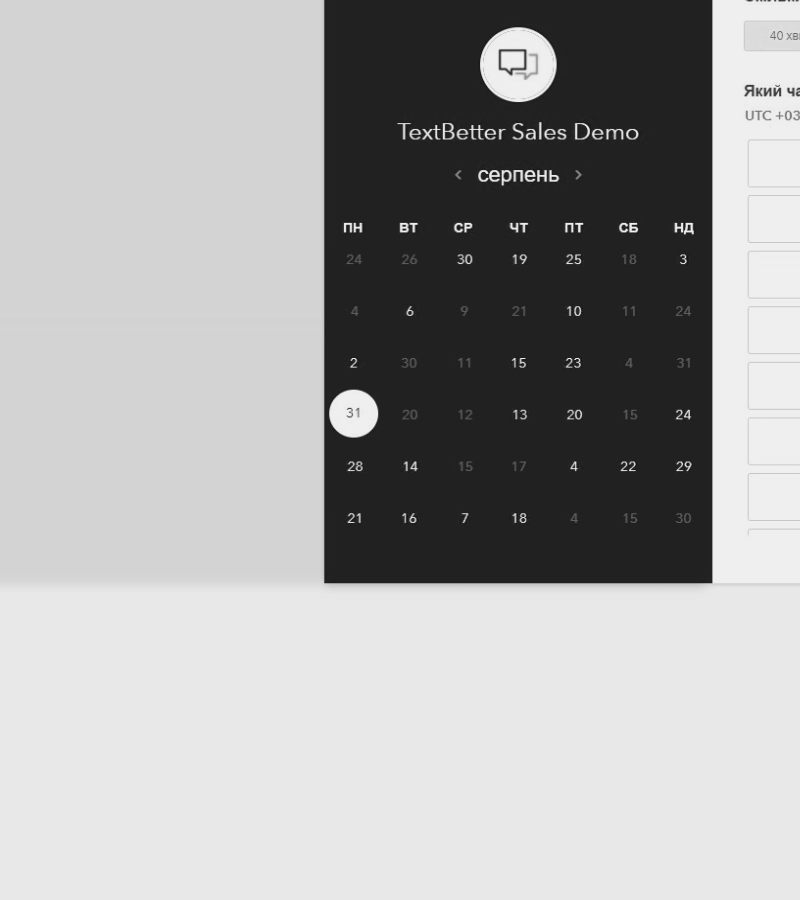 40 хв
TextBetter Sales Demo
Який ча
UTC +03
серпень
ПН ВТ СР ЧТ ПТ СБ НД
24 26 30 19 25 18 3
4 6 9 21 10 11 24
2 30 11 15 23 4 31
31 20 12 13 20 15 24
28 14 15 17 4 22 29
21 16 7 18 4 15 30